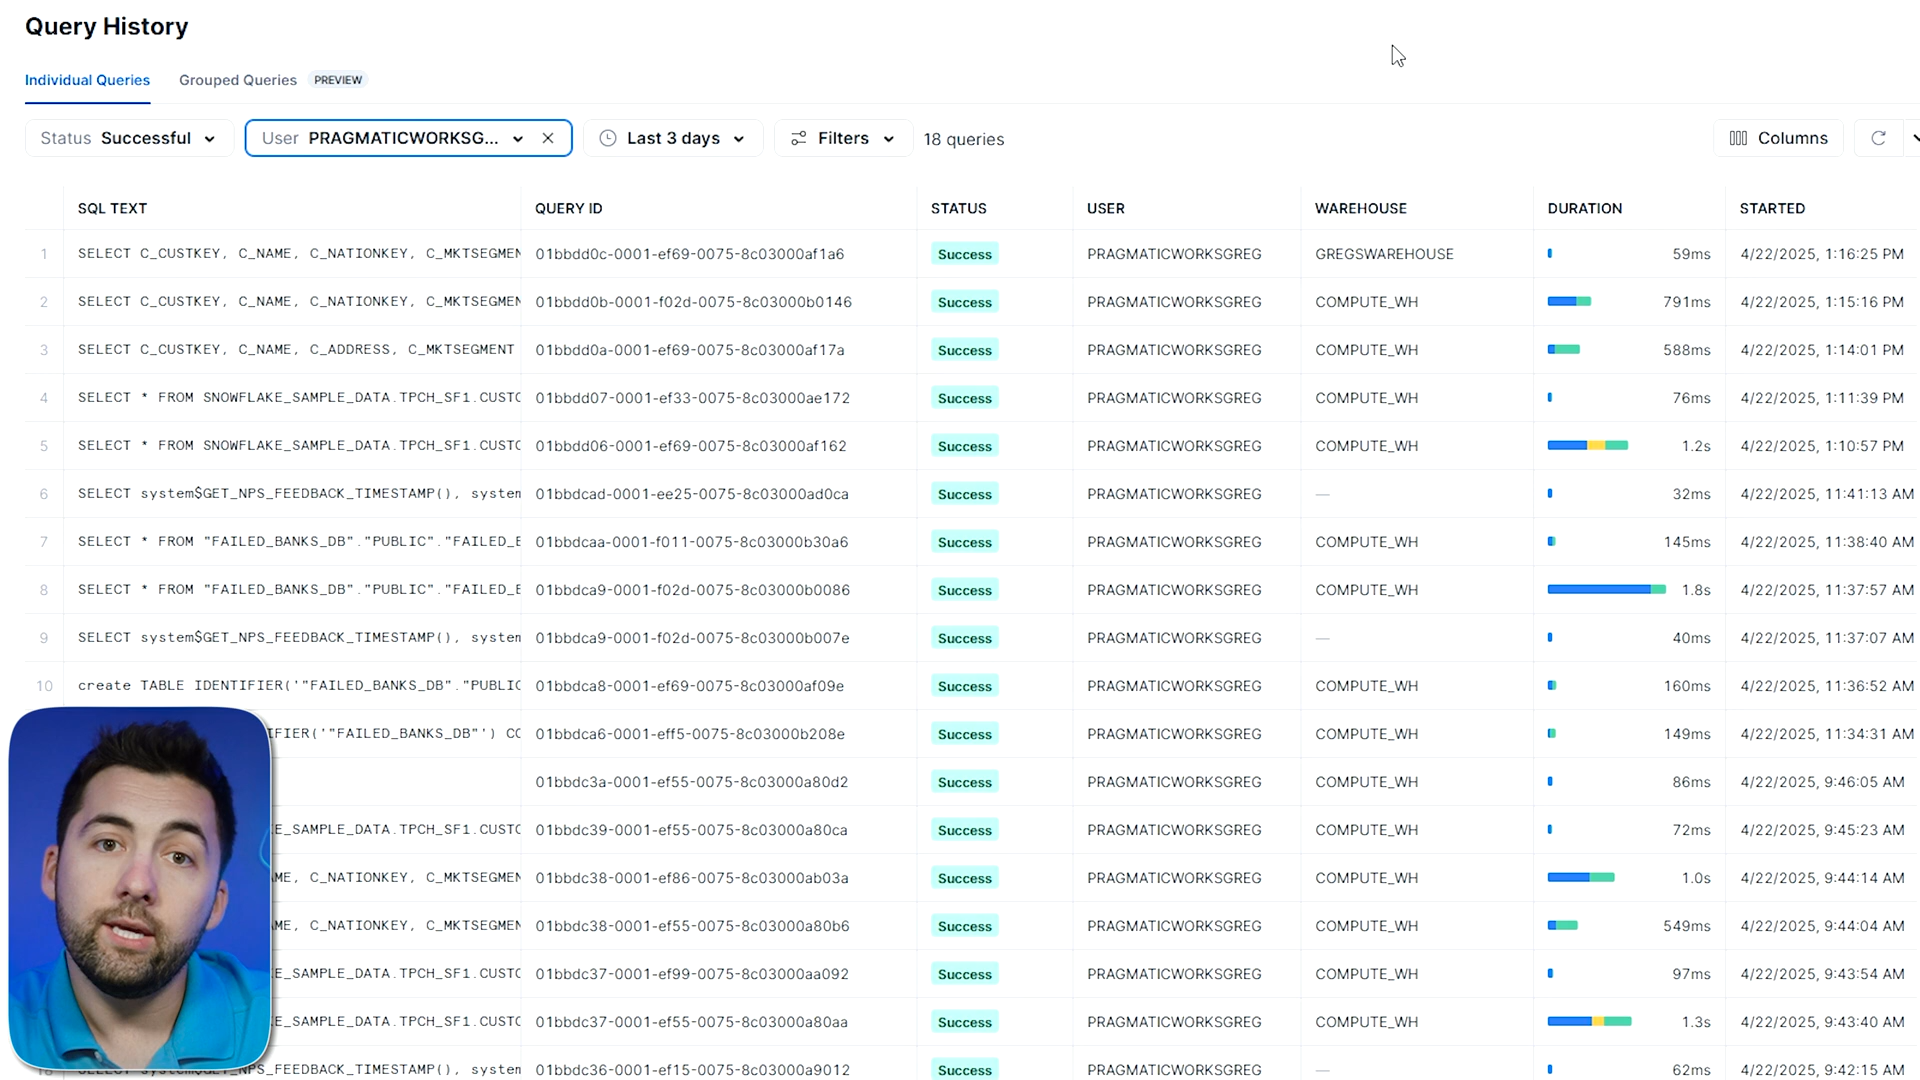 Query History
Individual Queries Grouped Queries PREVIEW
Status Successful User PRAGMATICWORKSG... Last 3 days Filters 18 queries Columns
SQL TEXT QUERY ID STATUS USER WAREHOUSE DURATION STARTED
1 SELECT C_CUSTKEY, C_NAME, C_NATIONKEY, C_MKTSEGMEN 01bbdd0c-0001-ef69-0075-8c03000af1a6 Success PRAGMATICWORKSGREG GREGSWAREHOUSE 59ms 4/22/2025, 1:16:25 PM
2 SELECT C_CUSTKEY, C_NAME, C_NATIONKEY, C_MKTSEGMEN 01bbdd0b-0001-f02d-0075-8c03000b0146 Success PRAGMATICWORKSGREG COMPUTE_WH 791ms 4/22/2025, 1:15:16 PM
3 SELECT C_CUSTKEY, C_NAME, C_ADDRESS, C_MKTSEGMENT 01bbdd0a-0001-ef69-0075-8c03000af17a Success PRAGMATICWORKSGREG COMPUTE_WH 588ms 4/22/2025, 1:14:01 PM
4 SELECT * FROM SNOWFLAKE_SAMPLE_DATA.TPCH_SF1.CUSTO 01bbdd07-0001-ef33-0075-8c03000ae172 Success PRAGMATICWORKSGREG COMPUTE_WH 76ms 4/22/2025, 1:11:39 PM
5 SELECT * FROM SNOWFLAKE_SAMPLE_DATA.TPCH_SF1.CUSTO 01bbdd06-0001-ef69-0075-8c03000af162 Success PRAGMATICWORKSGREG COMPUTE_WH 1.2s 4/22/2025, 1:10:57 PM
6 SELECT system$GET_NPS_FEEDBACK_TIMESTAMP(), system 01bbdcad-0001-ee25-0075-8c03000ad0ca Success PRAGMATICWORKSGREG — 32ms 4/22/2025, 11:41:13 AM
7 SELECT * FROM "FAILED_BANKS_DB"."PUBLIC"."FAILED_B 01bbdcaa-0001-f011-0075-8c03000b30a6 Success PRAGMATICWORKSGREG COMPUTE_WH 145ms 4/22/2025, 11:38:40 AM
8 SELECT * FROM "FAILED_BANKS_DB"."PUBLIC"."FAILED_B 01bbdca9-0001-f02d-0075-8c03000b0086 Success PRAGMATICWORKSGREG COMPUTE_WH 1.8s 4/22/2025, 11:37:57 AM
9 SELECT system$GET_NPS_FEEDBACK_TIMESTAMP(), system 01bbdca9-0001-f02d-0075-8c03000b007e Success PRAGMATICWORKSGREG — 40ms 4/22/2025, 11:37:07 AM
10 create TABLE IDENTIFIER('"FAILED_BANKS_DB"."PUBLIC 01bbdca8-0001-ef69-0075-8c03000af09e Success PRAGMATICWORKSGREG COMPUTE_WH 160ms 4/22/2025, 11:36:52 AM
IFIER('"FAILED_BANKS_DB"') CO 01bbdca6-0001-eff5-0075-8c03000b208e Success PRAGMATICWORKSGREG COMPUTE_WH 149ms 4/22/2025, 11:34:31 AM
01bbdc3a-0001-ef55-0075-8c03000a80d2 Success PRAGMATICWORKSGREG COMPUTE_WH 86ms 4/22/2025, 9:46:05 AM
E_SAMPLE_DATA.TPCH_SF1.CUSTO 01bbdc39-0001-ef55-0075-8c03000a80ca Success PRAGMATICWORKSGREG COMPUTE_WH 72ms 4/22/2025, 9:45:23 AM
ME, C_NATIONKEY, C_MKTSEGMEN 01bbdc38-0001-ef86-0075-8c03000ab03a Success PRAGMATICWORKSGREG COMPUTE_WH 1.0s 4/22/2025, 9:44:14 AM
ME, C_NATIONKEY, C_MKTSEGMEN 01bbdc38-0001-ef55-0075-8c03000a80b6 Success PRAGMATICWORKSGREG COMPUTE_WH 549ms 4/22/2025, 9:44:04 AM
E_SAMPLE_DATA.TPCH_SF1.CUSTO 01bbdc37-0001-ef99-0075-8c03000aa092 Success PRAGMATICWORKSGREG COMPUTE_WH 97ms 4/22/2025, 9:43:54 AM
E_SAMPLE_DATA.TPCH_SF1.CUSTO 01bbdc37-0001-ef55-0075-8c03000a80aa Success PRAGMATICWORKSGREG COMPUTE_WH 1.3s 4/22/2025, 9:43:40 AM
18 SELECT system$GET_NPS_FEEDBACK_TIMESTAMP(), system 01bbdc36-0001-ef15-0075-8c03000a9012 Success PRAGMATICWORKSGREG — 62ms 4/22/2025, 9:42:15 AM